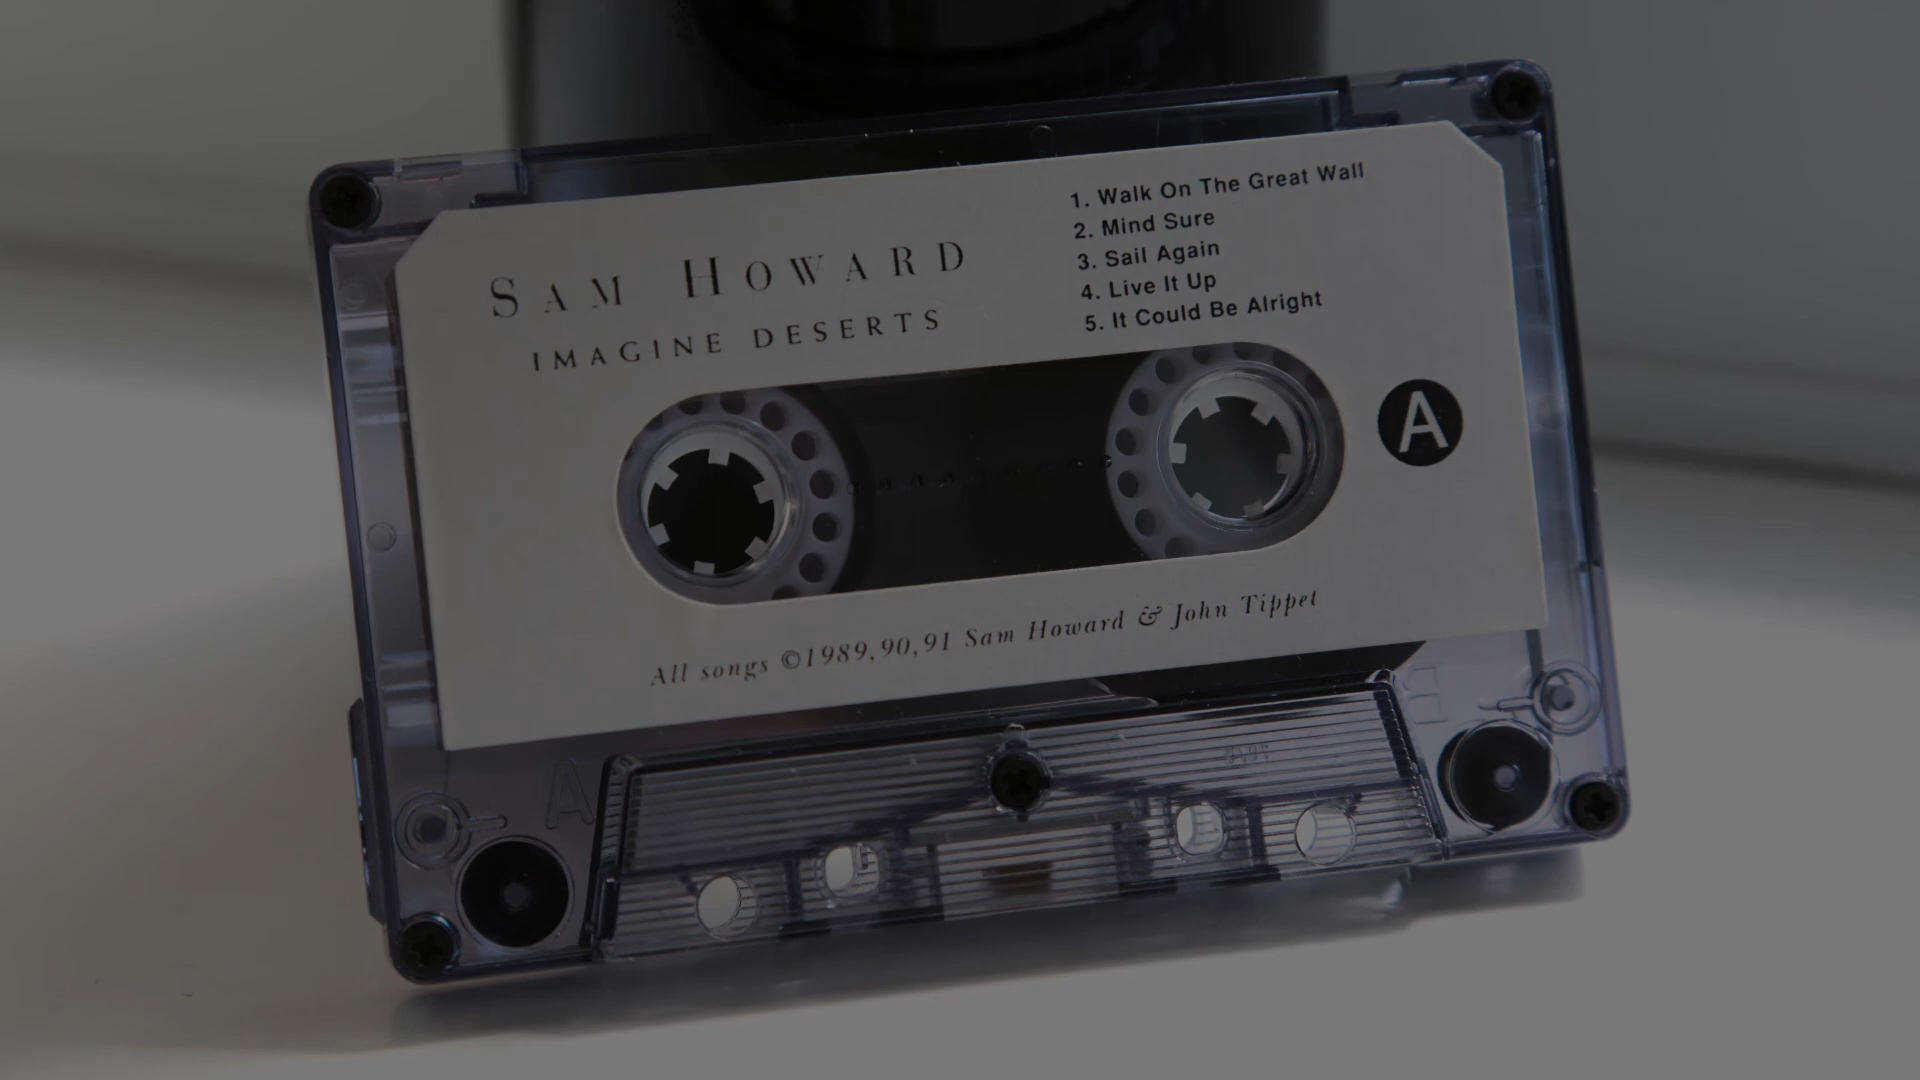 SAM HOWARD
IMAGINE DESERTS
1. Walk On The Great Wall
2. Mind Sure
3. Sail Again
4. Live It Up
5. It Could Be Alright
A
All songs ©1989,90,91 Sam Howard & John Tippet
A